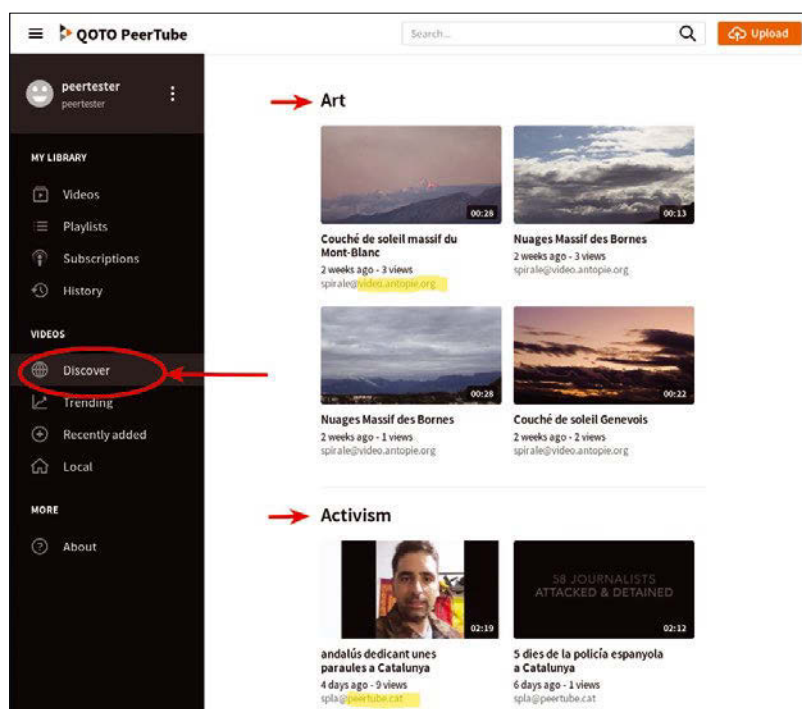 QOTO PeerTube
Search...
Upload
peertester
peertester
MY LIBRARY
Videos
Playlists
Subscriptions
History
VIDEOS
Discover
Trending
Recently added
Local
MORE
About
Art
00:28
Couché de soleil massif du
Mont-Blanc
2 weeks ago - 3 views
spirale@video.antopie.org
00:13
Nuages Massif des Bornes
2 weeks ago - 3 views
spirale@video.antopie.org
00:28
Nuages Massif des Bornes
2 weeks ago - 1 views
spirale@video.antopie.org
00:22
Couché de soleil Genevois
2 weeks ago - 2 views
spirale@video.antopie.org
Activism
02:19
andalús dedicant unes
paraules a Catalunya
4 days ago - 9 views
spla@peertube.cat
58 JOURNALISTS
ATTACKED & DETAINED
02:12
5 dies de la policía espanyola
a Catalunya
6 days ago - 1 views
spla@peertube.cat